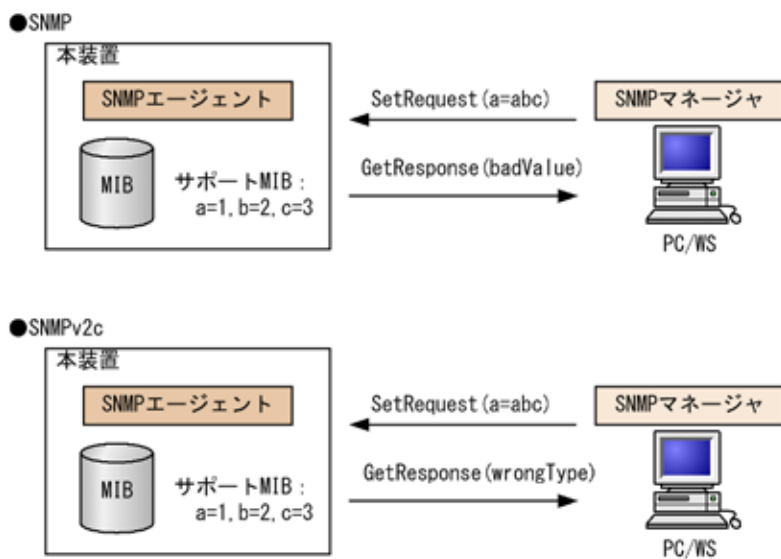 ●SNMP
本装置
SNMPエージェント
MIB
サポートMIB：
a=1,b=2,c=3
SetRequest(a=abc)
GetResponse(badValue)
SNMPマネージャ
PC/WS
●SNMPv2c
本装置
SNMPエージェント
MIB
サポートMIB：
a=1,b=2,c=3
SetRequest(a=abc)
GetResponse(wrongType)
SNMPマネージャ
PC/WS